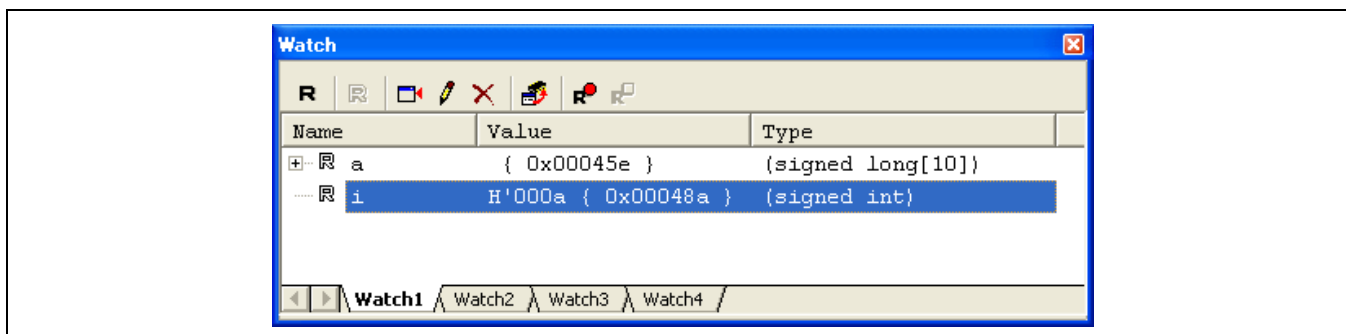 Watch
R R R R
Name Value Type
R a { 0x00045e } (signed long[10])
R i H'000a { 0x00048a } (signed int)
Watch1 Watch2 Watch3 Watch4